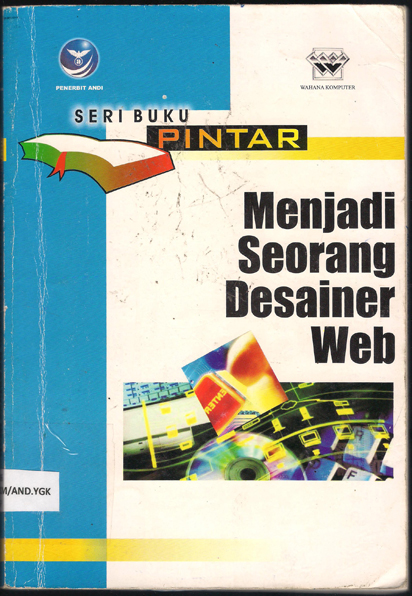 PENERBIT ANDI
WAHANA KOMPUTER
SERI BUKU
PINTAR
Menjadi
Seorang
Desainer
Web
M/AND.YGK